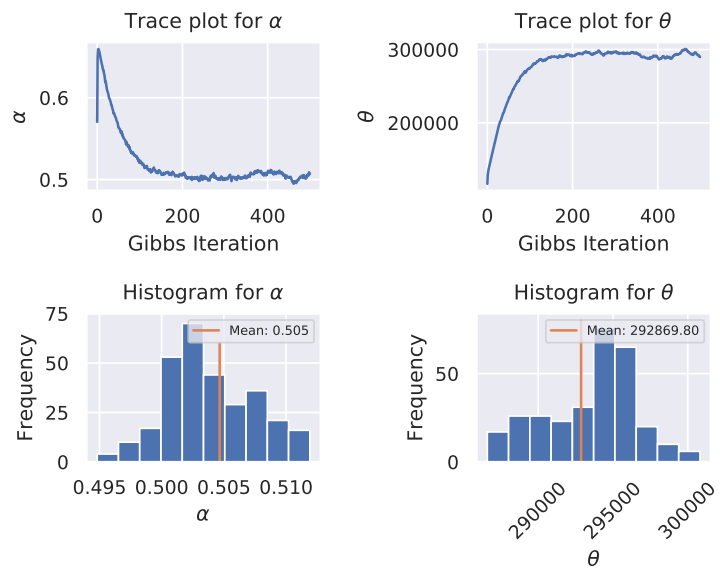 Trace plot for α
α
0.6
0.5
0
200
400
Gibbs Iteration
Trace plot for θ
θ
300000
200000
0
200
400
Gibbs Iteration
Histogram for α
Frequency
75
50
25
0
Mean: 0.505
0.495
0.500
0.505
0.510
α
Histogram for θ
Frequency
50
0
Mean: 292869.80
290000
295000
300000
θ